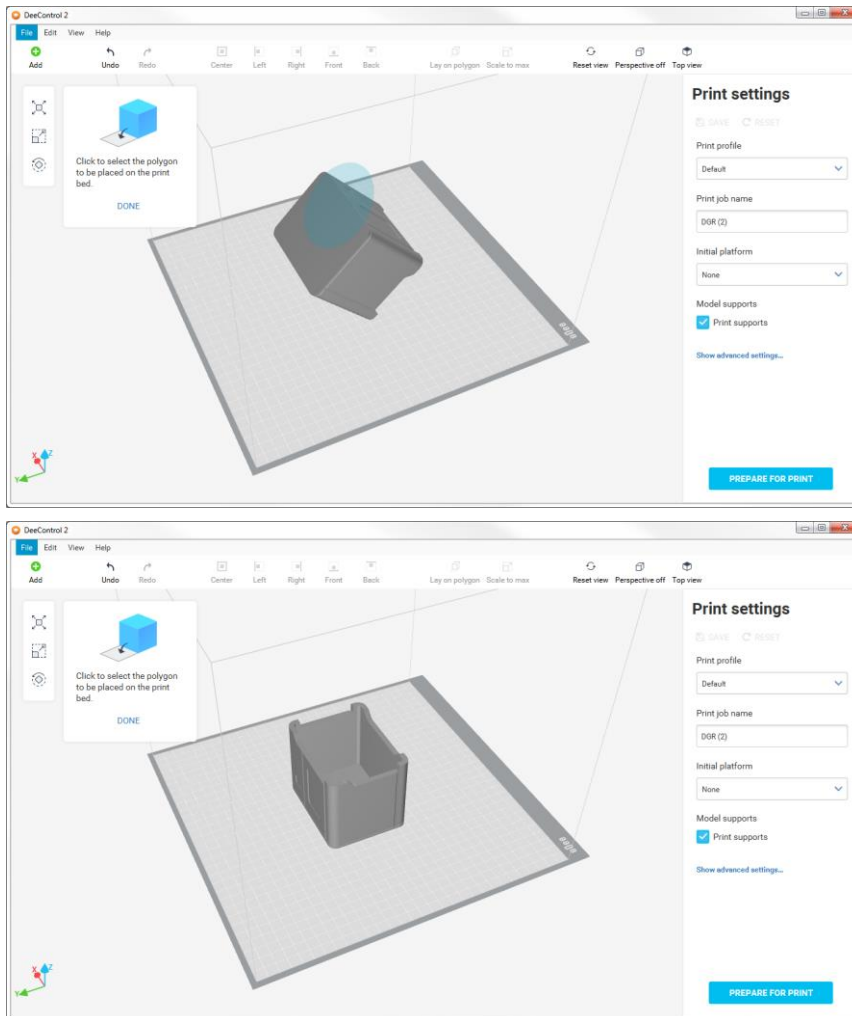 DeeControl 2
File Edit View Help
Add Undo Redo Center Left Right Front Back Lay on polygon Scale to max Reset view Perspective off Top view
Click to select the polygon
to be placed on the print
bed.
DONE
Print settings
SAVE RESET
Print profile
Default
Print job name
DGR (2)
Initial platform
None
Model supports
Print supports
Show advanced settings...
dee
X Z
Y
PREPARE FOR PRINT
DeeControl 2
File Edit View Help
Add Undo Redo Center Left Right Front Back Lay on polygon Scale to max Reset view Perspective off Top view
Click to select the polygon
to be placed on the print
bed.
DONE
Print settings
SAVE RESET
Print profile
Default
Print job name
DGR (2)
Initial platform
None
Model supports
Print supports
Show advanced settings...
dee
X Z
Y
PREPARE FOR PRINT